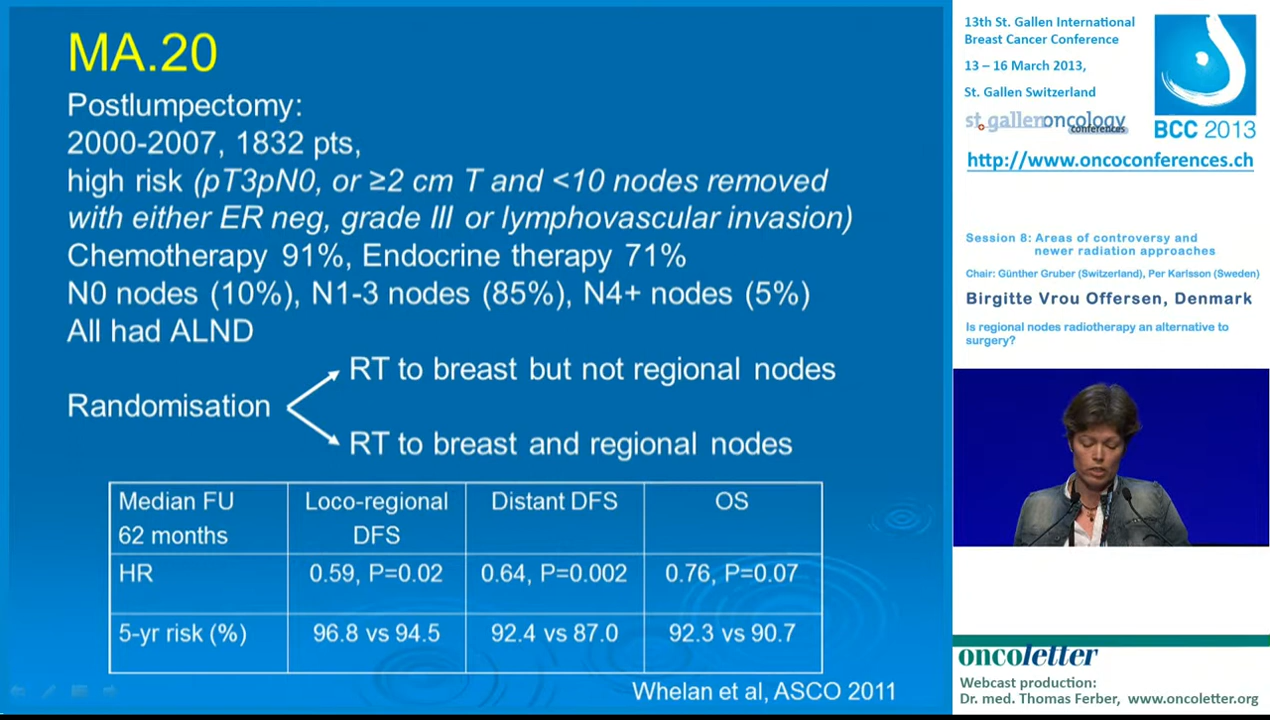 MA.20
Postlumpectomy:
2000-2007, 1832 pts,
high risk (pT3pN0, or ≥2 cm T and <10 nodes removed
with either ER neg, grade III or lymphovascular invasion)
Chemotherapy 91%, Endocrine therapy 71%
N0 nodes (10%), N1-3 nodes (85%), N4+ nodes (5%)
All had ALND
RT to breast but not regional nodes
Randomisation
RT to breast and regional nodes
Median FU 62 months | Loco-regional DFS | Distant DFS | OS
HR | 0.59, P=0.02 | 0.64, P=0.002 | 0.76, P=0.07
5-yr risk (%) | 96.8 vs 94.5 | 92.4 vs 87.0 | 92.3 vs 90.7
Whelan et al, ASCO 2011
13th St. Gallen International
Breast Cancer Conference
13 – 16 March 2013,
St. Gallen Switzerland
st.gallenoncology
conferences
BCC 2013
http://www.oncoconferences.ch
Session 8: Areas of controversy and
newer radiation approaches
Chair: Günther Gruber (Switzerland), Per Karlsson (Sweden)
Birgitte Vrou Offersen, Denmark
Is regional nodes radiotherapy an alternative to
surgery?
oncoletter
Webcast production:
Dr. med. Thomas Ferber, www.oncoletter.org